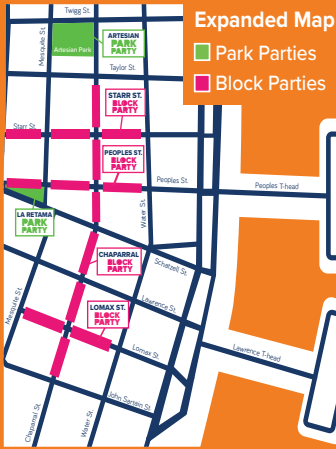 Expanded Map
Park Parties
Block Parties
Twigg St.
Mesquite St.
Artesian Park
ARTESIAN
PARK
PARTY
Taylor St.
STARR ST.
BLOCK
PARTY
Starr St.
PEOPLES ST.
BLOCK
PARTY
Peoples St.
Peoples T-head
LA RETAMA
PARK
PARTY
Water St.
CHAPARRAL
BLOCK
PARTY
Schatzell St.
Lawrence St.
Mesquite St.
LOMAX ST.
BLOCK
PARTY
Lomax St.
Lawrence T-head
John Sartain St.
Chaparral St.
Water St.